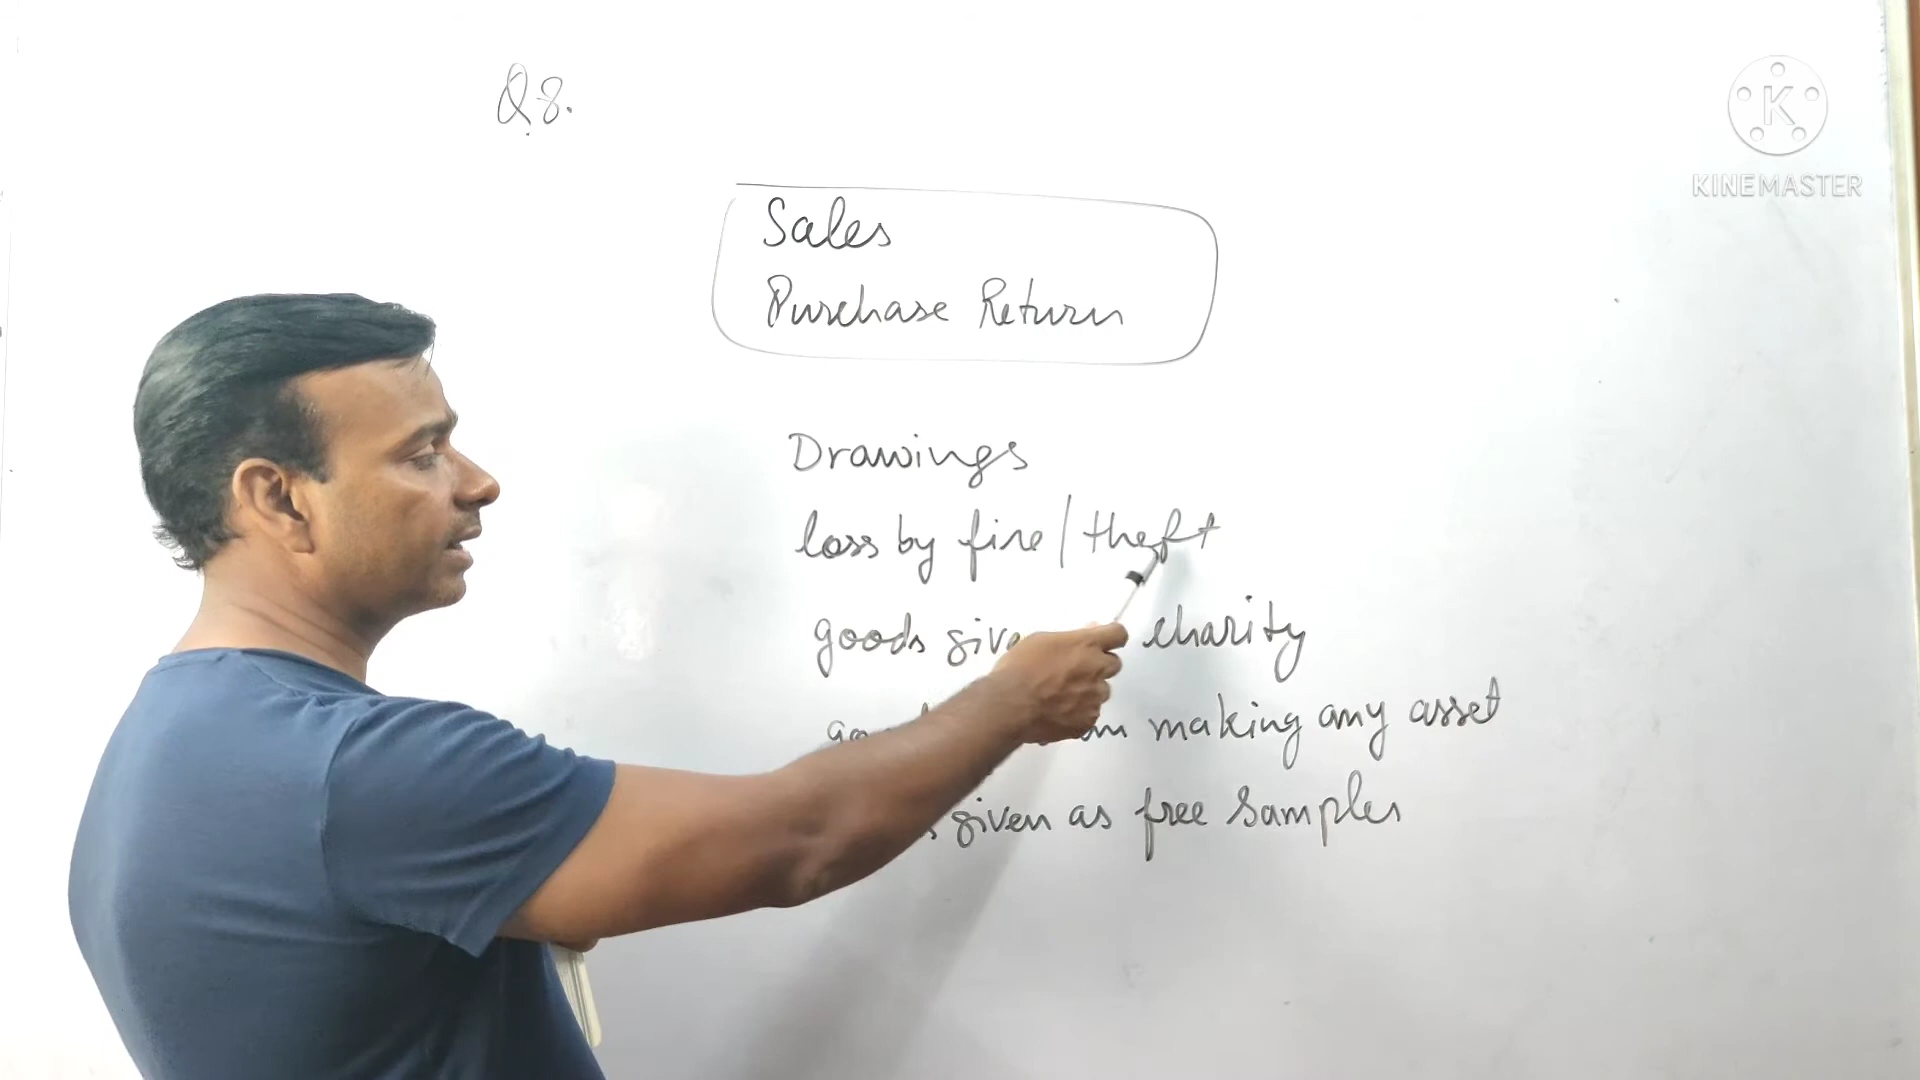 Q.8.
K
KINEMASTER
Sales
Purchase Return
Drawings
loss by fire/theft
goods charity
making any asset
given as free samples